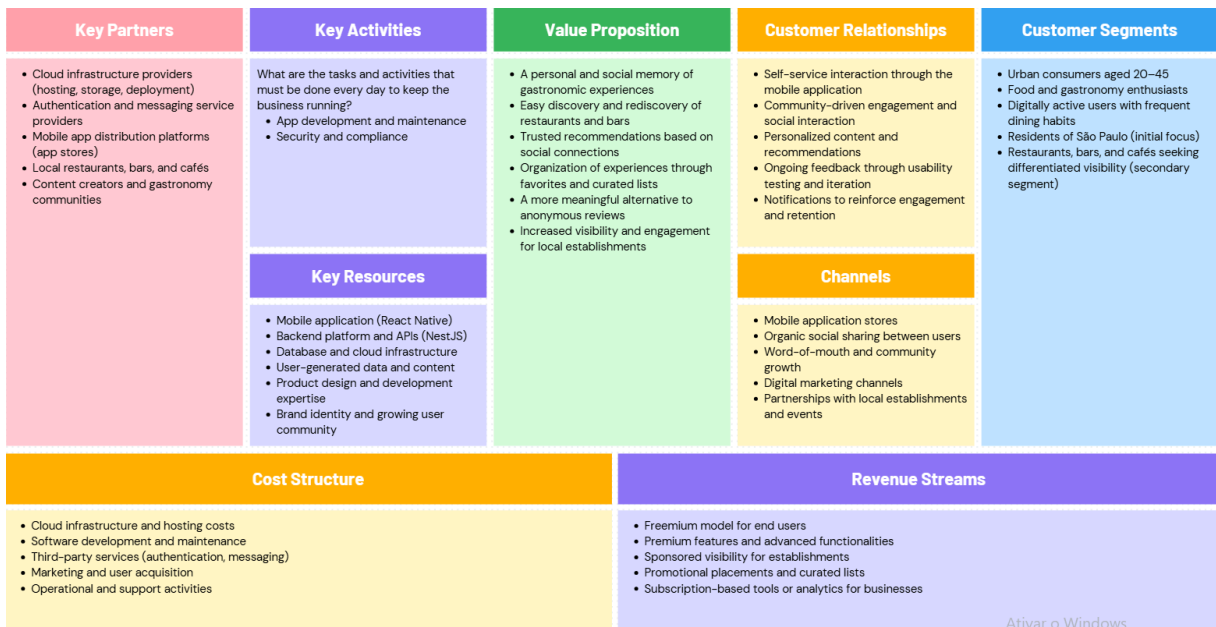 Key Partners
Cloud infrastructure providers
(hosting, storage, deployment)
Authentication and messaging service
providers
Mobile app distribution platforms
(app stores)
Local restaurants, bars, and cafés
Content creators and gastronomy
communities
Key Activities
What are the tasks and activities that
must be done every day to keep the
business running?
App development and maintenance
Security and compliance
Key Resources
Mobile application (React Native)
Backend platform and APIs (NestJS)
Database and cloud infrastructure
User-generated data and content
Product design and development
expertise
Brand identity and growing user
community
Value Proposition
A personal and social memory of
gastronomic experiences
Easy discovery and rediscovery of
restaurants and bars
Trusted recommendations based on
social connections
Organization of experiences through
favorites and curated lists
A more meaningful alternative to
anonymous reviews
Increased visibility and engagement
for local establishments
Customer Relationships
Self-service interaction through the
mobile application
Community-driven engagement and
social interaction
Personalized content and
recommendations
Ongoing feedback through usability
testing and iteration
Notifications to reinforce engagement
and retention
Channels
Mobile application stores
Organic social sharing between users
Word-of-mouth and community
growth
Digital marketing channels
Partnerships with local establishments
and events
Customer Segments
Urban consumers aged 20–45
Food and gastronomy enthusiasts
Digitally active users with frequent
dining habits
Residents of São Paulo (initial focus)
Restaurants, bars, and cafés seeking
differentiated visibility (secondary
segment)
Cost Structure
Cloud infrastructure and hosting costs
Software development and maintenance
Third-party services (authentication, messaging)
Marketing and user acquisition
Operational and support activities
Revenue Streams
Freemium model for end users
Premium features and advanced functionalities
Sponsored visibility for establishments
Promotional placements and curated lists
Subscription-based tools or analytics for businesses
Ativar o Windows